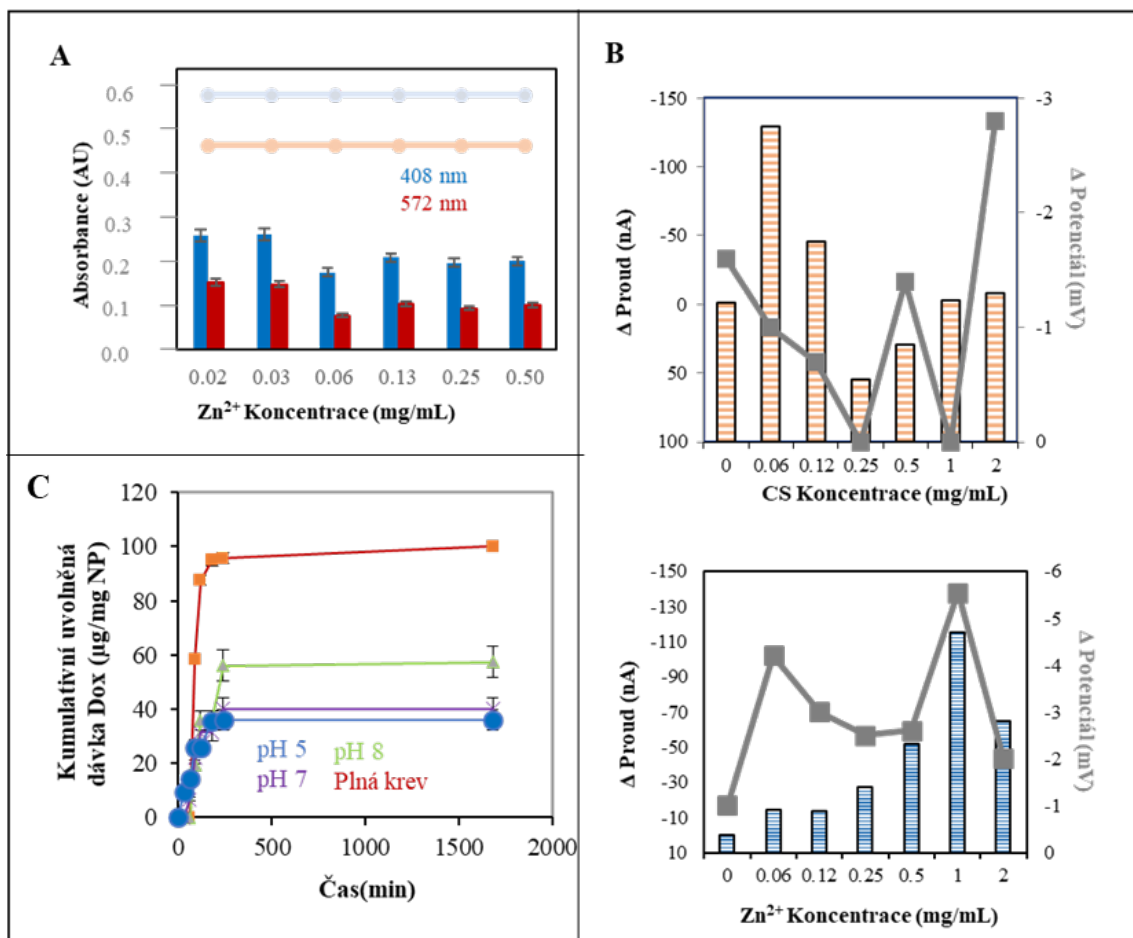 A
0.6
0.5
0.4
0.3
0.2
0.1
0.0
Absorbance (AU)
408 nm
572 nm
0.02 0.03 0.06 0.13 0.25 0.50
Zn²⁺ Koncentrace (mg/mL)
B
-150
-100
-50
0
50
100
Δ Proud (nA)
-3
-2
-1
0
Δ Potenciál (mV)
0 0.06 0.12 0.25 0.5 1 2
CS Koncentrace (mg/mL)
C
120
100
80
60
40
20
0
Kumulativní uvolněná
dávka Dox (µg/mg NP)
pH 5 pH 8
pH 7 Plná krev
0 500 1000 1500 2000
Čas(min)
-150
-130
-110
-90
-70
-50
-30
-10
10
Δ Proud (nA)
-6
-5
-4
-3
-2
-1
0
Δ Potenciál (mV)
0 0.06 0.12 0.25 0.5 1 2
Zn²⁺ Koncentrace (mg/mL)